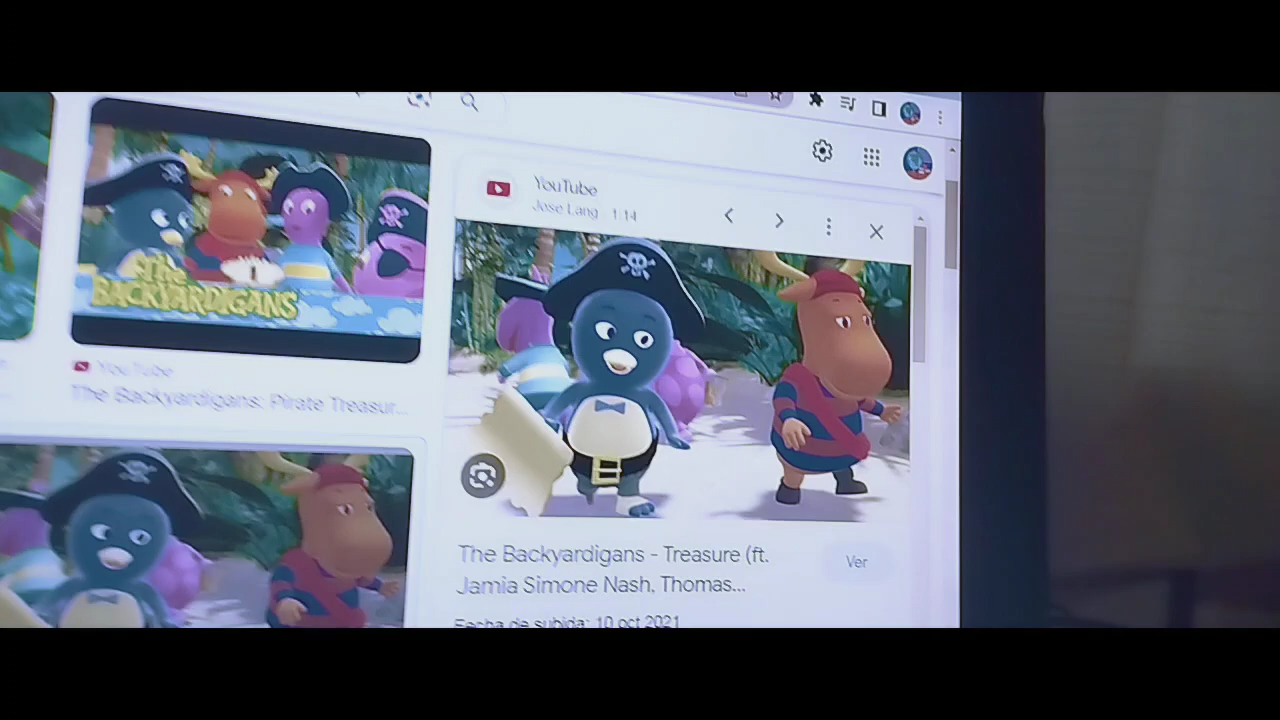 The
BACKYARDIGANS
YouTube
The Backyardigans: Pirate Treasur...
YouTube
Jose Lang · 1:14
The Backyardigans - Treasure (ft.
Jamia Simone Nash, Thomas...
Ver
Fecha de subida: 10 oct 2021